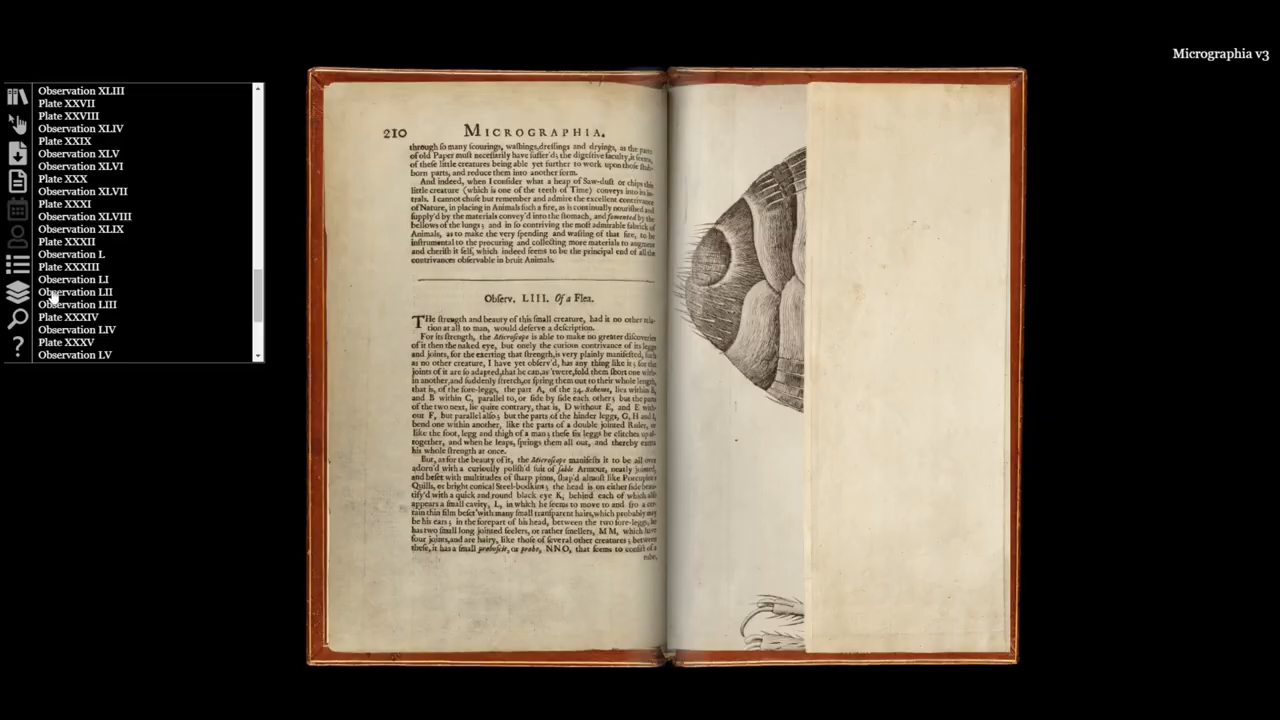 Micrographia v3
Observation XLIII
Plate XXVII
Plate XXVIII
Observation XLIV
Plate XXIX
Observation XLV
Observation XLVI
Plate XXX
Observation XLVII
Plate XXXI
Observation XLVIII
Observation XLIX
Plate XXXII
Observation L
Plate XXXIII
Observation LI
Observation LII
Observation LIII
Plate XXXIV
Observation LIV
Plate XXXV
Observation LV
?
210 MICROGRAPHIA.
through so many scourings, washings, dressings and dryings, as the parts
of old Paper must necessarily have suffer'd; the digestive faculty, it seems,
of these little creatures being able yet further to work upon those stub-
born parts, and reduce them into another form.
And indeed, when I consider what a heap of Saw-dust or chips this
little creature (which is one of the teeth of Time) conveys into its in-
trals, I cannot chuse but remember and admire the excellent contrivance
of Nature, in placing in Animals such a fire, as is continually nourished and
supply'd by the materials convey'd into the stomach, and fomented by the
bellows of the lungs; and in so contriving the most admirable fabrick of
Animals, as to make the very spending and wasting of that fire, to be
instrumental to the procuring and collecting more materials to augment
and cherish it self, which indeed seems to be the principal end of all the
contrivances observable in bruit Animals.
Observ. LIII. Of a Flea.
THe strength and beauty of this small creature, had it no other rela-
tion at all to man, would deserve a description.
For its strength, the Microscope is able to make no greater discoveries
of it then the naked eye, but onely the curious contrivance of its leggs
and joints, for the exerting that strength, is very plainly manifested, such
as no other creature, I have yet observ'd, has any thing like it; for the
joints of it are so adapted, that he can, as 'twere, fold them short one within
another, and suddenly stretch, or spring them out to their whole length,
that is, of the fore-leggs, the part A, of the 34. Scheme, lies within B,
and B within C, parallel to, or side by side each other; but the parts
of the two next, lie quite contrary, that is, D without E, and E with-
out F, but parallel also; but the parts of the hinder leggs, G, H and I,
bend one within another, like the parts of a double jointed Ruler, or
like the foot, legg and thigh of a man; these six leggs he clitches up al-
together, and when he leaps, springs them all out, and thereby exerts
his whole strength at once.
But, as for the beauty of it, the Microscope manifests it to be all over
adorn'd with a curiously polish'd suit of sable Armour, neatly jointed,
and beset with multitudes of sharp pinns, shap'd almost like Porcupine's
Quills, or bright conical Steel-bodkins; the head is on either side beau-
tify'd with a quick and round black eye K, behind each of which also
appears a small cavity, L, in which he seems to move to and fro a cer-
tain thin film beset with many small transparent hairs, which probably may
be his ears; in the forepart of his head, between the two fore-leggs, he
has two small long jointed feelers, or rather smellers, M M, which have
four joints, and are hairy, like those of several other creatures; between
these, it has a small proboscis, or probe, N N O, that seems to consist of a
tube,